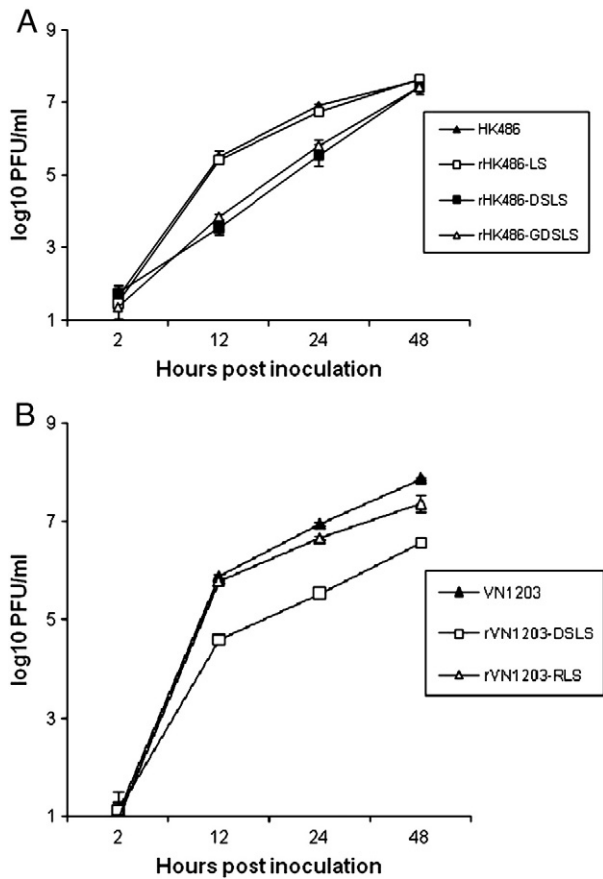 A
9
7
5
3
1
log10 PFU/ml
2 12 24 48
Hours post inoculation
HK486
rHK486-LS
rHK486-DSLS
rHK486-GDSLS
B
9
7
5
3
1
log10 PFU/ml
2 12 24 48
Hours post inoculation
VN1203
rVN1203-DSLS
rVN1203-RLS